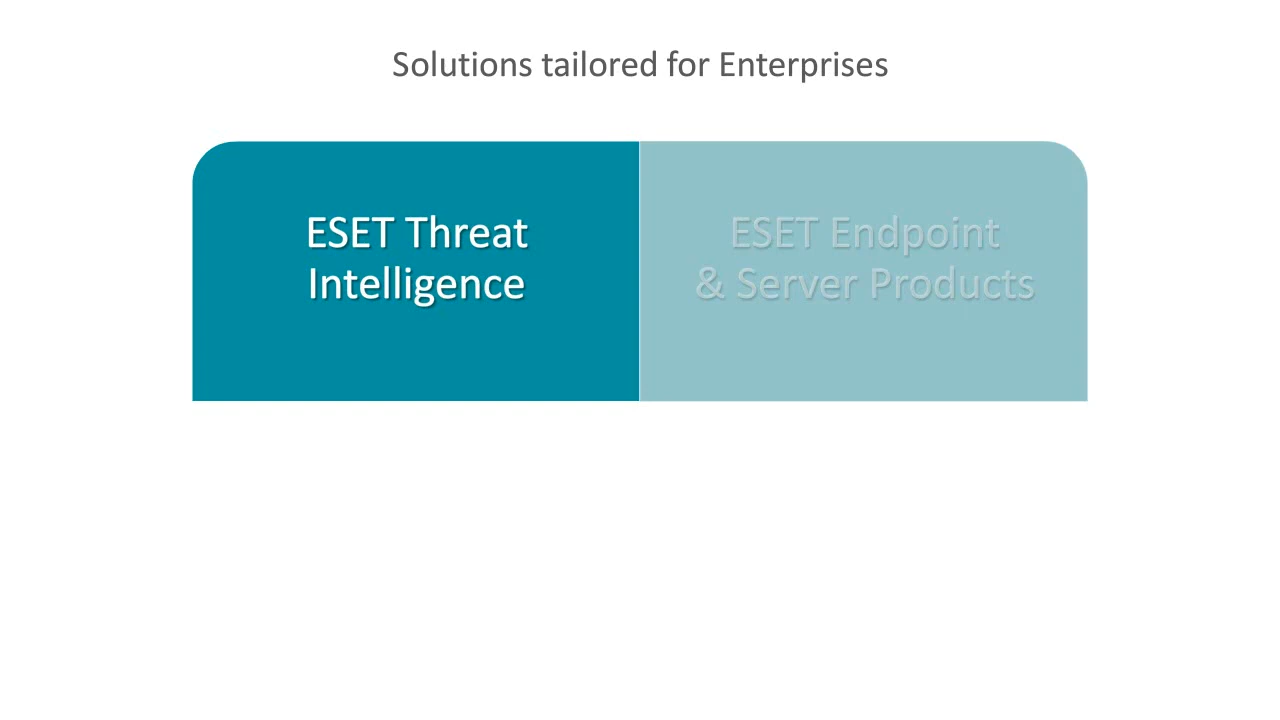 Solutions tailored for Enterprises
ESET Threat
Intelligence
ESET Endpoint
& Server Products